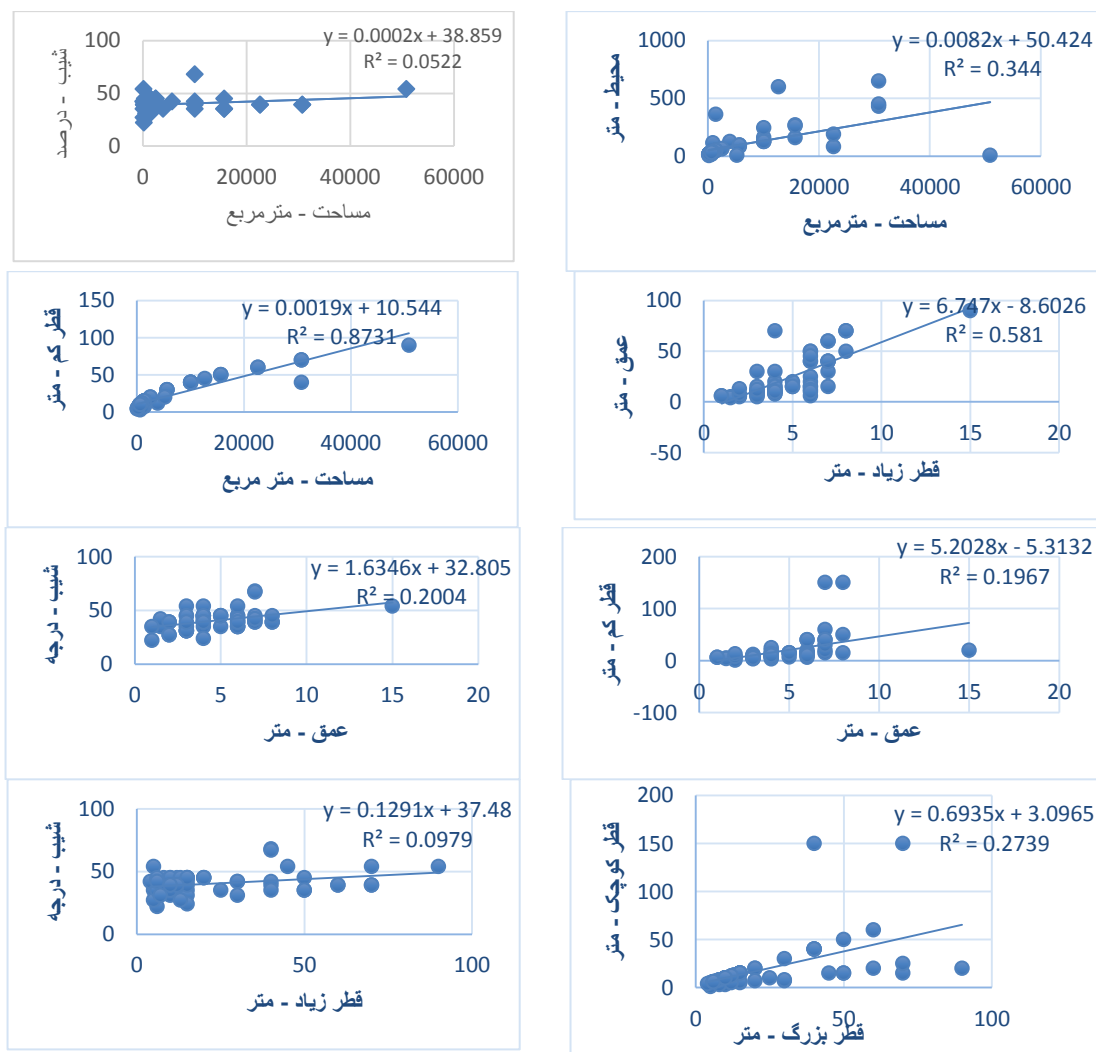 y = 0.0002x + 38.859
R² = 0.0522
100
50
0
شیب - درصد
0 20000 40000 60000
مساحت - مترمربع
y = 0.0082x + 50.424
R² = 0.344
1000
500
0
محیط - متر
0 20000 40000 60000
مساحت - مترمربع
y = 0.0019x + 10.544
R² = 0.8731
150
100
50
0
قطر کم - متر
0 20000 40000 60000
مساحت - متر مربع
y = 6.747x - 8.6026
R² = 0.581
100
50
0
-50
عمق - متر
0 5 10 15 20
قطر زیاد - متر
y = 1.6346x + 32.805
R² = 0.2004
100
50
0
شیب - درجه
0 5 10 15 20
عمق - متر
y = 5.2028x - 5.3132
R² = 0.1967
200
100
0
-100
قطر کم - متر
0 5 10 15 20
عمق - متر
y = 0.1291x + 37.48
R² = 0.0979
100
50
0
شیب - درجه
0 50 100
قطر زیاد - متر
y = 0.6935x + 3.0965
R² = 0.2739
200
150
100
50
0
قطر کوچک - متر
0 50 100
قطر بزرگ - متر